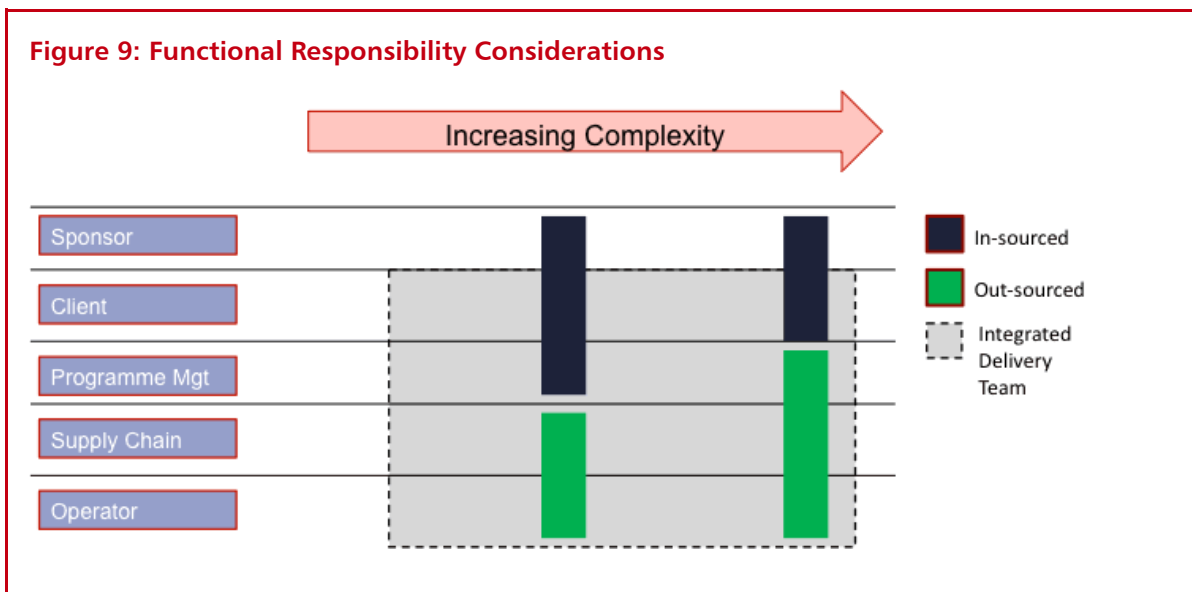 Figure 9: Functional Responsibility Considerations
Increasing Complexity
Sponsor
Client
Programme Mgt
Supply Chain
Operator
In-sourced
Out-sourced
Integrated
Delivery
Team